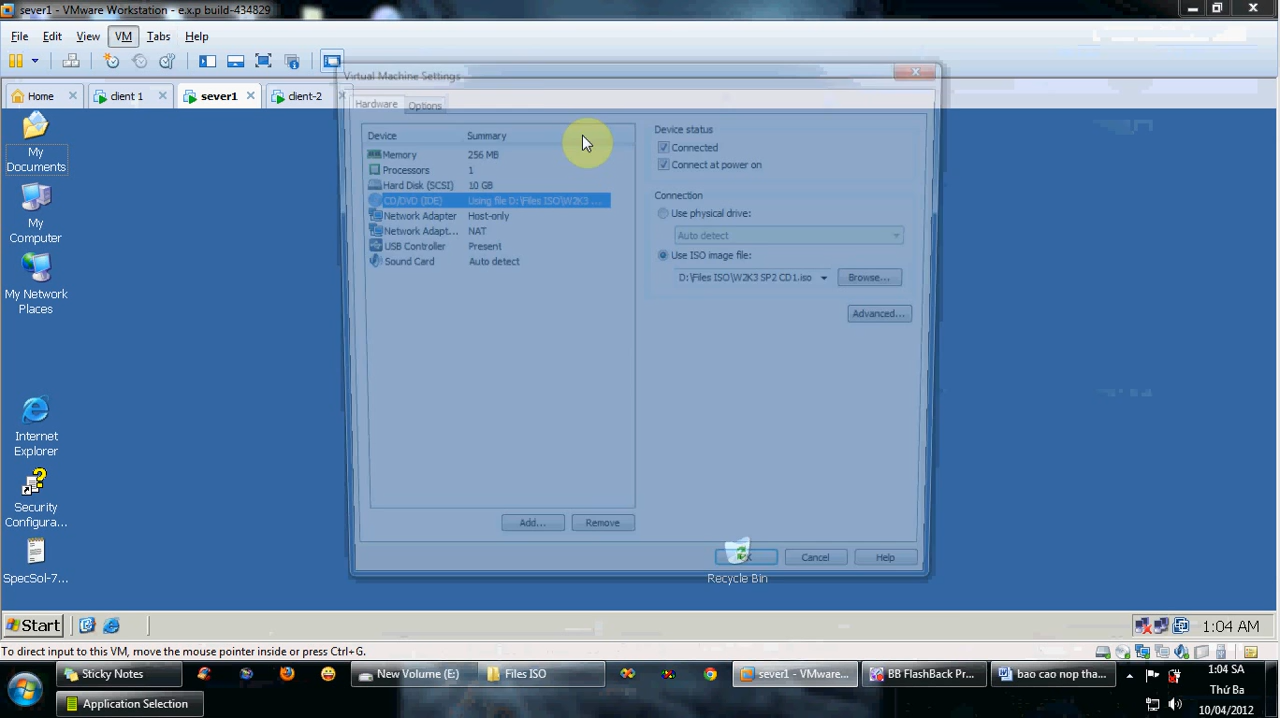 sever1 - VMware Workstation - e.x.p build-434829
File Edit View VM Tabs Help
Home client 1 sever1 client-2
Virtual Machine Settings
Hardware Options
Device Summary
Memory 256 MB
Processors 1
Hard Disk (SCSI) 10 GB
CD/DVD (IDE) Using file D:\Files ISO\W2K3 ...
Network Adapter Host-only
Network Adapt... NAT
USB Controller Present
Sound Card Auto detect
Add... Remove
Device status
Connected
Connect at power on
Connection
Use physical drive:
Auto detect
Use ISO image file:
D:\Files ISO\W2K3 SP2 CD1.iso Browse...
Advanced...
Cancel Help
My
Documents
My
Computer
My Network
Places
Internet
Explorer
Security
Configura...
SpecSol-7...
Recycle Bin
Start 1:04 AM
To direct input to this VM, move the mouse pointer inside or press Ctrl+G.
Sticky Notes New Volume (E:) Files ISO sever1 - VMware... BB FlashBack Pr... bao cao nop tha...
Application Selection
1:04 SA
Thứ Ba
10/04/2012